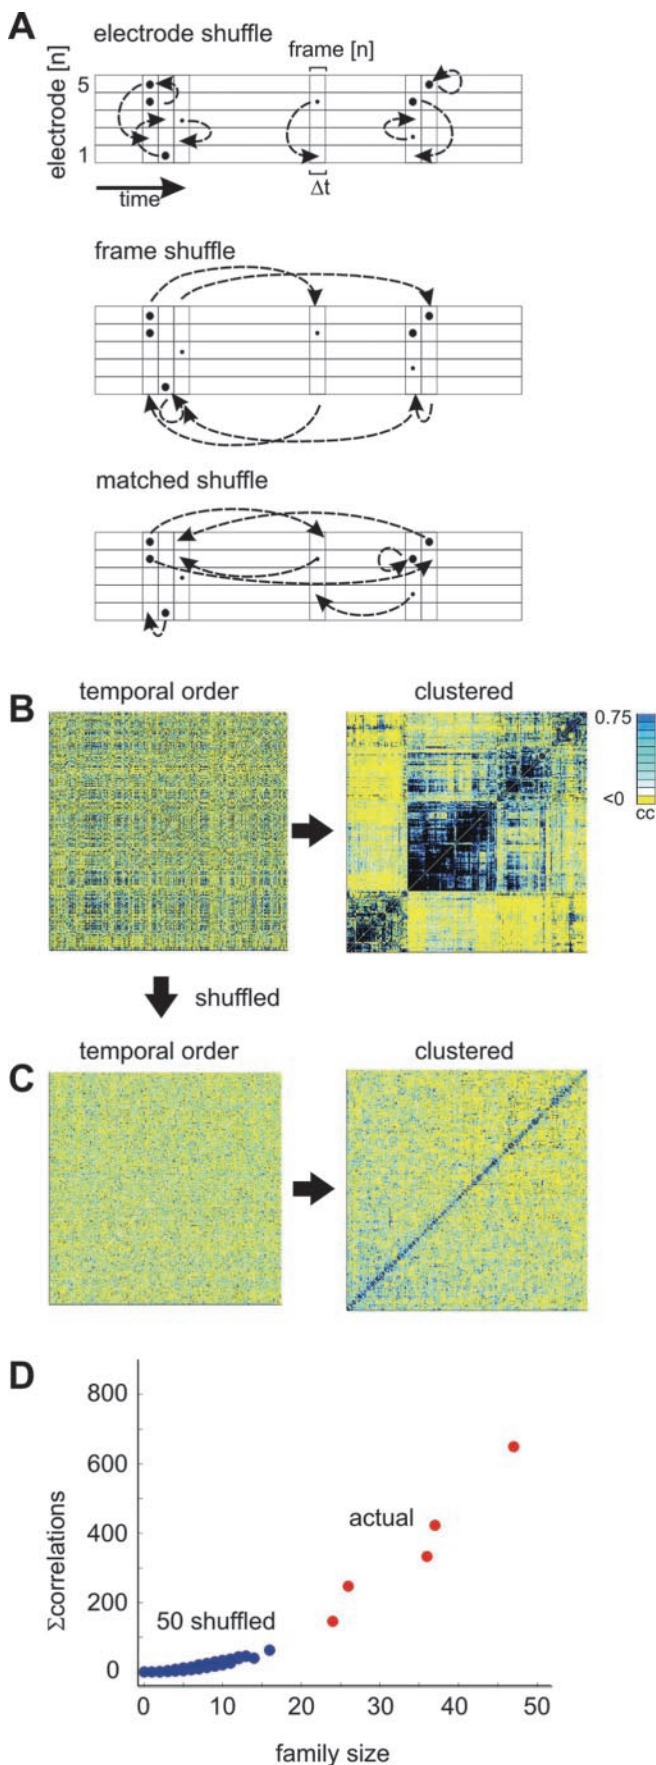 A
electrode shuffle
frame [n]
electrode [n]
5
1
time
Δt
frame shuffle
matched shuffle
B
temporal order
clustered
0.75
<0
cc
shuffled
C
temporal order
clustered
D
Σcorrelations
800
600
400
200
0
actual
50 shuffled
0 10 20 30 40 50
family size